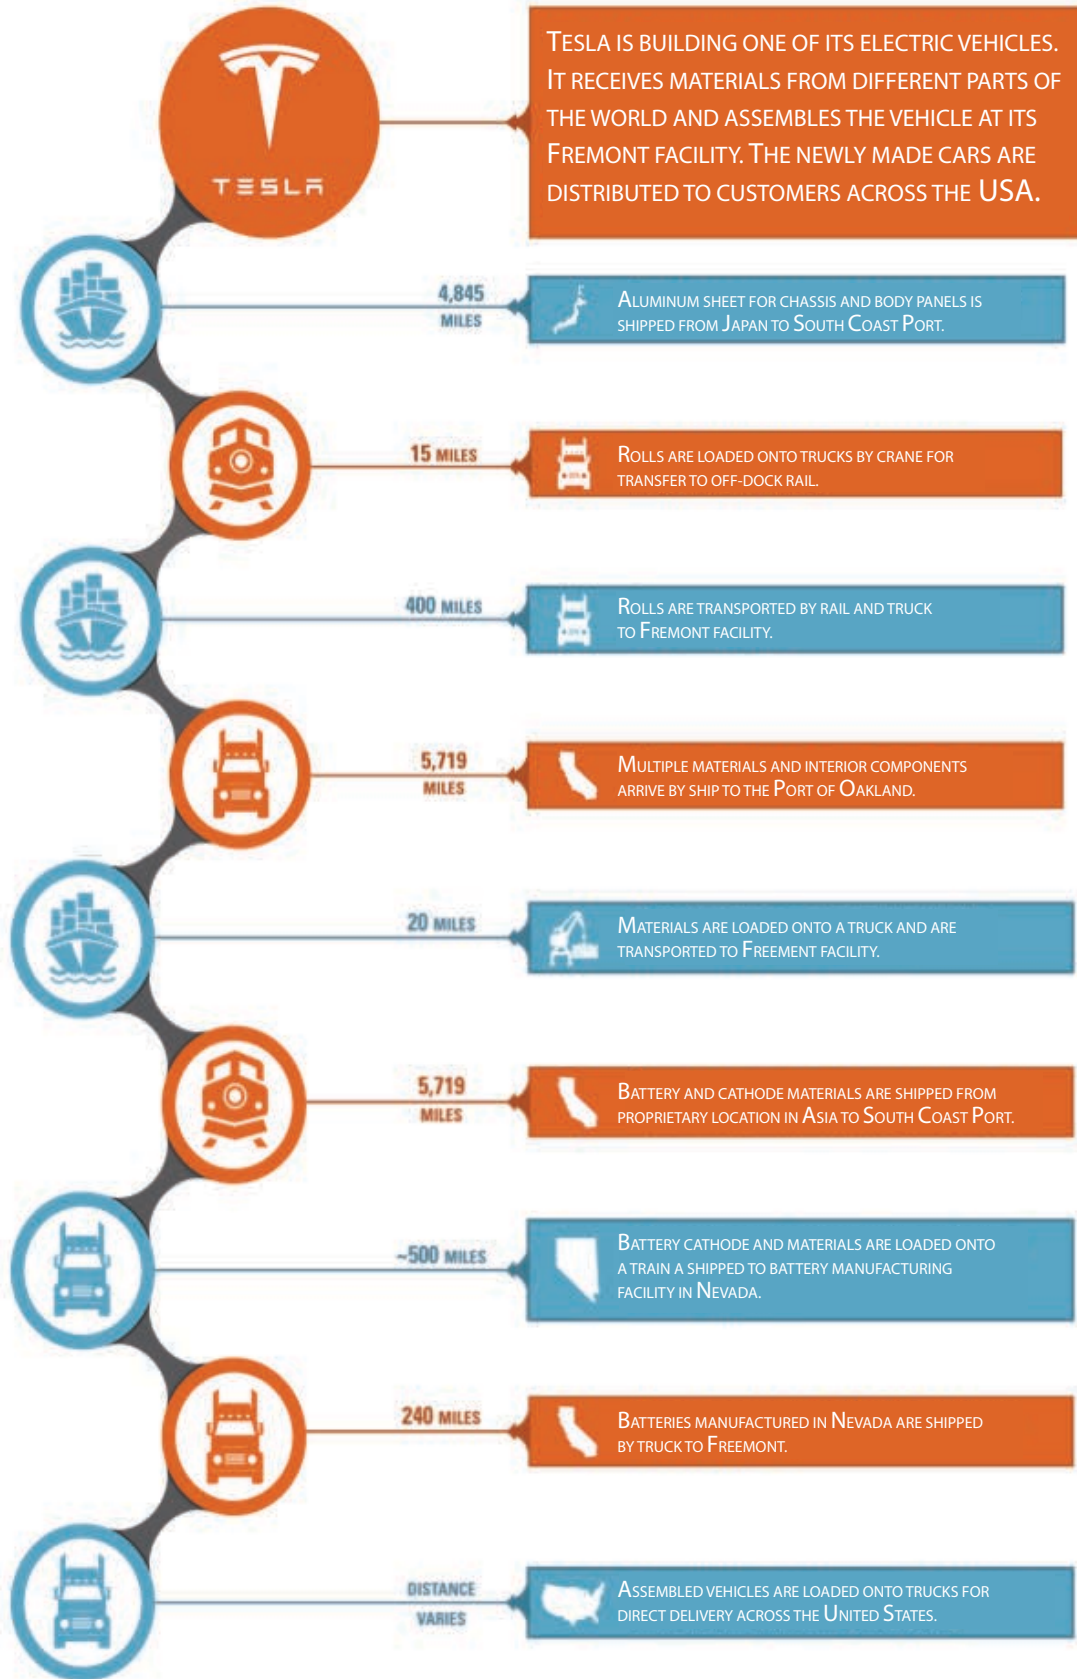 TESLA
TESLA IS BUILDING ONE OF ITS ELECTRIC VEHICLES.
IT RECEIVES MATERIALS FROM DIFFERENT PARTS OF
THE WORLD AND ASSEMBLES THE VEHICLE AT ITS
FREMONT FACILITY. THE NEWLY MADE CARS ARE
DISTRIBUTED TO CUSTOMERS ACROSS THE USA.
4,845
MILES
ALUMINUM SHEET FOR CHASSIS AND BODY PANELS IS
SHIPPED FROM JAPAN TO SOUTH COAST PORT.
15 MILES
ROLLS ARE LOADED ONTO TRUCKS BY CRANE FOR
TRANSFER TO OFF-DOCK RAIL.
400 MILES
ROLLS ARE TRANSPORTED BY RAIL AND TRUCK
TO FREMONT FACILITY.
5,719
MILES
MULTIPLE MATERIALS AND INTERIOR COMPONENTS
ARRIVE BY SHIP TO THE PORT OF OAKLAND.
20 MILES
MATERIALS ARE LOADED ONTO A TRUCK AND ARE
TRANSPORTED TO FREEMENT FACILITY.
5,719
MILES
BATTERY AND CATHODE MATERIALS ARE SHIPPED FROM
PROPRIETARY LOCATION IN ASIA TO SOUTH COAST PORT.
~500 MILES
BATTERY CATHODE AND MATERIALS ARE LOADED ONTO
A TRAIN A SHIPPED TO BATTERY MANUFACTURING
FACILITY IN NEVADA.
240 MILES
BATTERIES MANUFACTURED IN NEVADA ARE SHIPPED
BY TRUCK TO FREEMONT.
DISTANCE
VARIES
ASSEMBLED VEHICLES ARE LOADED ONTO TRUCKS FOR
DIRECT DELIVERY ACROSS THE UNITED STATES.